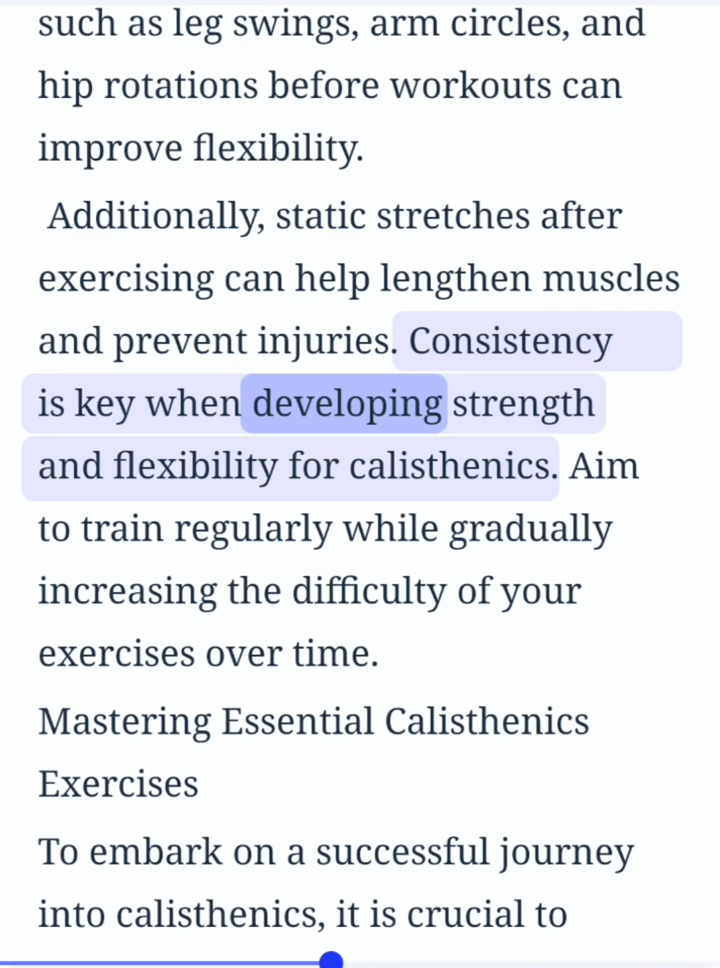 such as leg swings, arm circles, and
hip rotations before workouts can
improve flexibility.
Additionally, static stretches after
exercising can help lengthen muscles
and prevent injuries. Consistency
is key when developing strength
and flexibility for calisthenics. Aim
to train regularly while gradually
increasing the difficulty of your
exercises over time.
Mastering Essential Calisthenics
Exercises
To embark on a successful journey
into calisthenics, it is crucial to